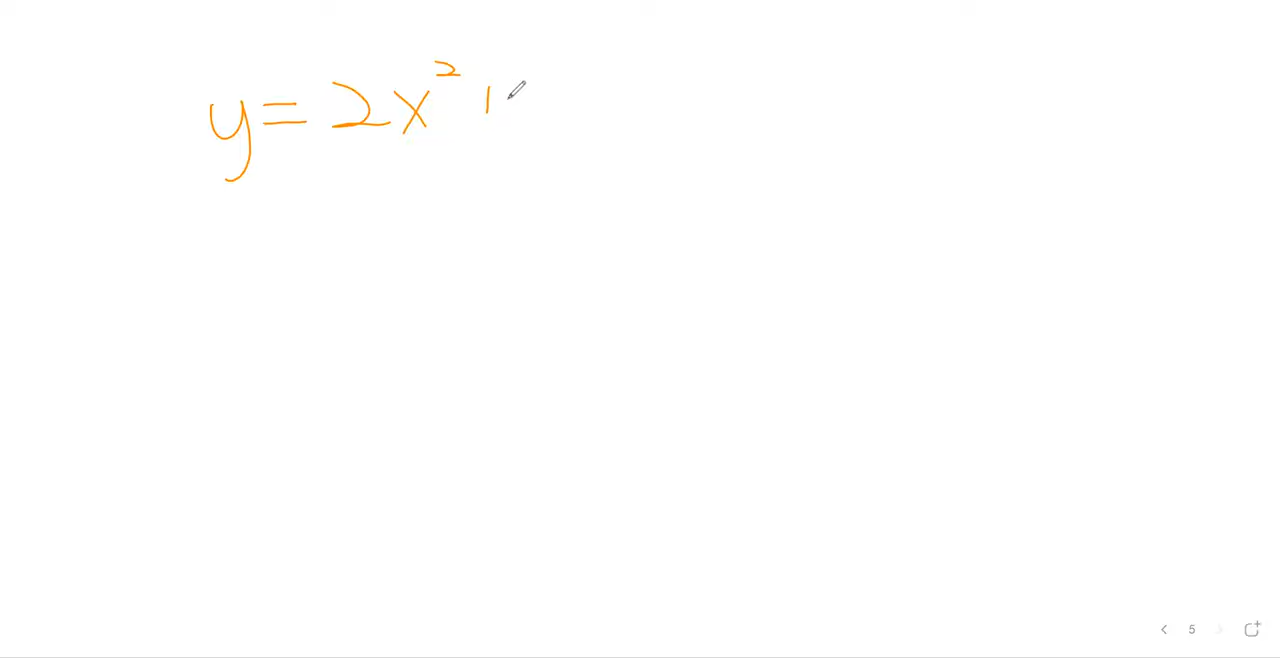 y = 2x² 
5